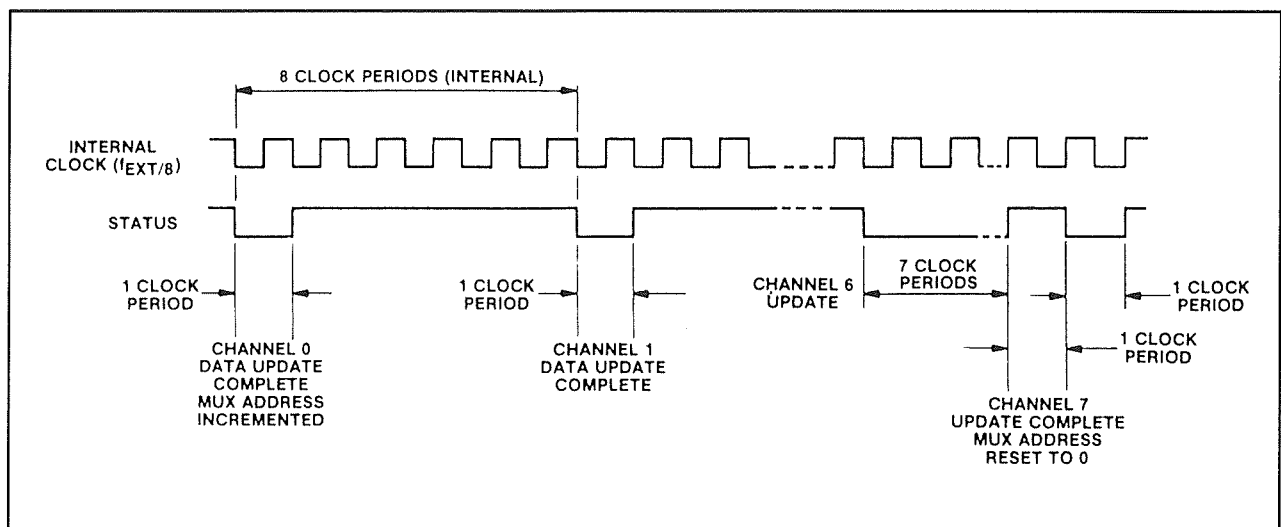 8 CLOCK PERIODS (INTERNAL)
INTERNAL
CLOCK (fEXT/8)
STATUS
1 CLOCK
PERIOD
1 CLOCK
PERIOD
CHANNEL 6
UPDATE
7 CLOCK
PERIODS
1 CLOCK
PERIOD
1 CLOCK
PERIOD
CHANNEL 0
DATA UPDATE
COMPLETE
MUX ADDRESS
INCREMENTED
CHANNEL 1
DATA UPDATE
COMPLETE
CHANNEL 7
UPDATE COMPLETE
MUX ADDRESS
RESET TO 0